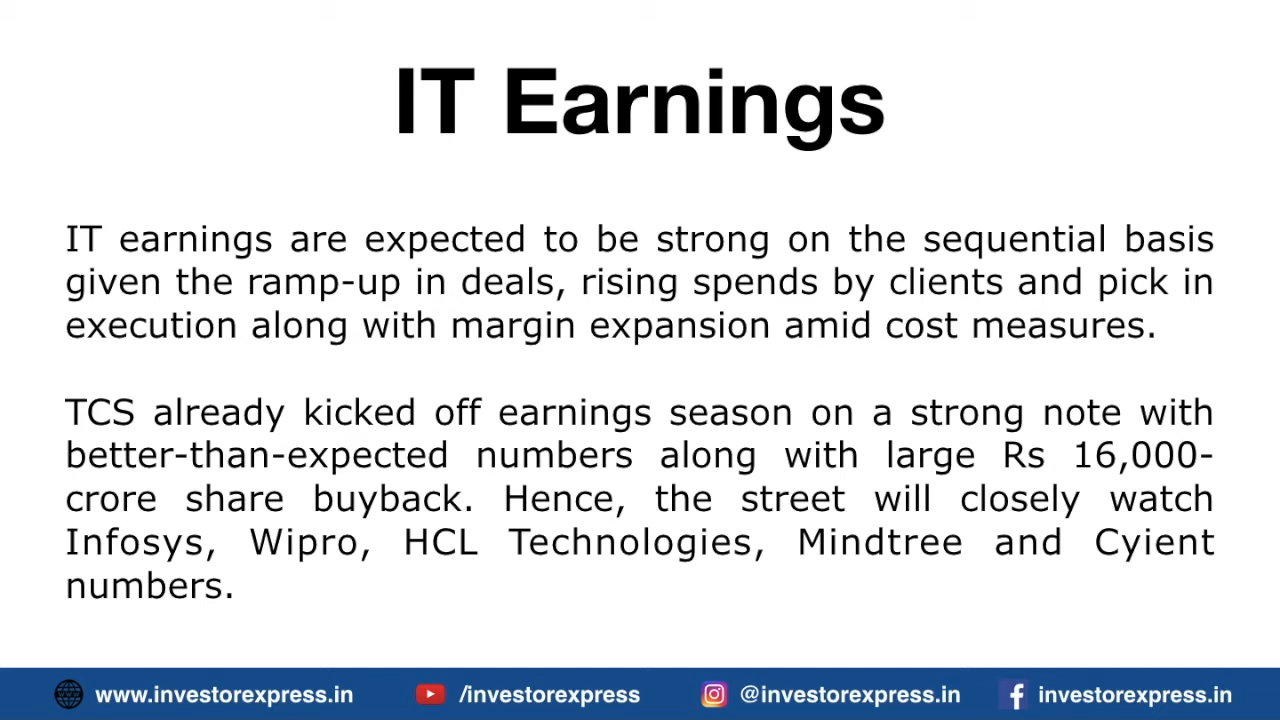 IT Earnings
IT earnings are expected to be strong on the sequential basis
given the ramp-up in deals, rising spends by clients and pick in
execution along with margin expansion amid cost measures.
TCS already kicked off earnings season on a strong note with
better-than-expected numbers along with large Rs 16,000-
crore share buyback. Hence, the street will closely watch
Infosys, Wipro, HCL Technologies, Mindtree and Cyient
numbers.
www.investorexpress.in /investorexpress @investorexpress.in investorexpress.in